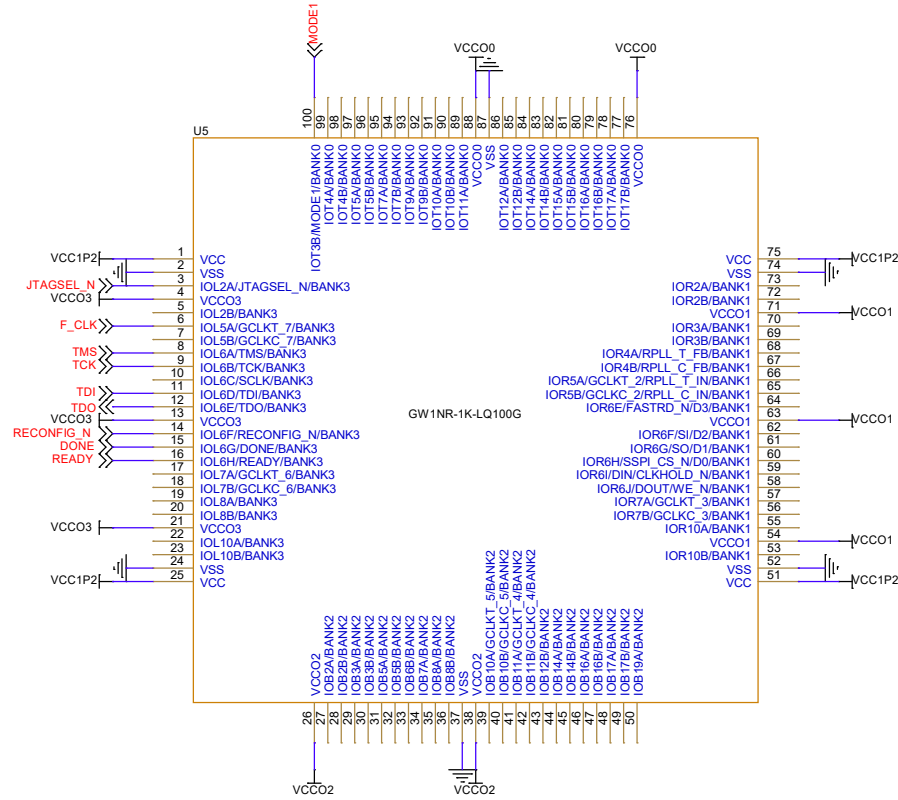 MODE1
VCCO0
VCCO0
100
99
98
97
96
95
94
93
92
91
90
89
88
87
86
85
84
83
82
81
80
79
78
77
76
U5
IOT3B/MODE1/BANK0
IOT4A/BANK0
IOT4B/BANK0
IOT5A/BANK0
IOT5B/BANK0
IOT7A/BANK0
IOT7B/BANK0
IOT9A/BANK0
IOT9B/BANK0
IOT10A/BANK0
IOT10B/BANK0
IOT11A/BANK0
VCCO0
VSS
IOT12A/BANK0
IOT12B/BANK0
IOT14A/BANK0
IOT14B/BANK0
IOT15A/BANK0
IOT15B/BANK0
IOT16A/BANK0
IOT16B/BANK0
IOT17A/BANK0
IOT17B/BANK0
VCCO0
VCC1P2 1 VCC
2 VSS
JTAGSEL_N 3 IOL2A/JTAGSEL_N/BANK3
VCCO3 4 VCCO3
5 IOL2B/BANK3
F_CLK 6 IOL5A/GCLKT_7/BANK3
7 IOL5B/GCLKC_7/BANK3
TMS 8 IOL6A/TMS/BANK3
TCK 9 IOL6B/TCK/BANK3
10 IOL6C/SCLK/BANK3
TDI 11 IOL6D/TDI/BANK3
TDO 12 IOL6E/TDO/BANK3
VCCO3 13 VCCO3
RECONFIG_N 14 IOL6F/RECONFIG_N/BANK3
DONE 15 IOL6G/DONE/BANK3
READY 16 IOL6H/READY/BANK3
17 IOL7A/GCLKT_6/BANK3
18 IOL7B/GCLKC_6/BANK3
19 IOL8A/BANK3
20 IOL8B/BANK3
VCCO3 21 VCCO3
22 IOL10A/BANK3
23 IOL10B/BANK3
24 VSS
VCC1P2 25 VCC
GW1NR-1K-LQ100G
VCC 75 VCC1P2
VSS 74
IOR2A/BANK1 73
IOR2B/BANK1 72
VCCO1 71 VCCO1
IOR3A/BANK1 70
IOR3B/BANK1 69
IOR4A/RPLL_T_FB/BANK1 68
IOR4B/RPLL_C_FB/BANK1 67
IOR5A/GCLKT_2/RPLL_T_IN/BANK1 66
IOR5B/GCLKC_2/RPLL_C_IN/BANK1 65
IOR6E/FASTRD_N/D3/BANK1 64
VCCO1 63 VCCO1
IOR6F/SI/D2/BANK1 62
IOR6G/SO/D1/BANK1 61
IOR6H/SSPI_CS_N/D0/BANK1 60
IOR6I/DIN/CLKHOLD_N/BANK1 59
IOR6J/DOUT/WE_N/BANK1 58
IOR7A/GCLKT_3/BANK1 57
IOR7B/GCLKC_3/BANK1 56
IOR10A/BANK1 55
VCCO1 54 VCCO1
IOR10B/BANK1 53
VSS 52
VCC 51 VCC1P2
VCCO2
IOB2A/BANK2
IOB2B/BANK2
IOB3A/BANK2
IOB3B/BANK2
IOB5A/BANK2
IOB5B/BANK2
IOB6B/BANK2
IOB7A/BANK2
IOB8A/BANK2
IOB8B/BANK2
VSS
VCCO2
IOB10A/GCLKT_5/BANK2
IOB10B/GCLKC_5/BANK2
IOB11A/GCLKT_4/BANK2
IOB11B/GCLKC_4/BANK2
IOB12B/BANK2
IOB14A/BANK2
IOB14B/BANK2
IOB16A/BANK2
IOB16B/BANK2
IOB17A/BANK2
IOB17B/BANK2
IOB19A/BANK2
26
27
28
29
30
31
32
33
34
35
36
37
38
39
40
41
42
43
44
45
46
47
48
49
50
VCCO2
VCCO2